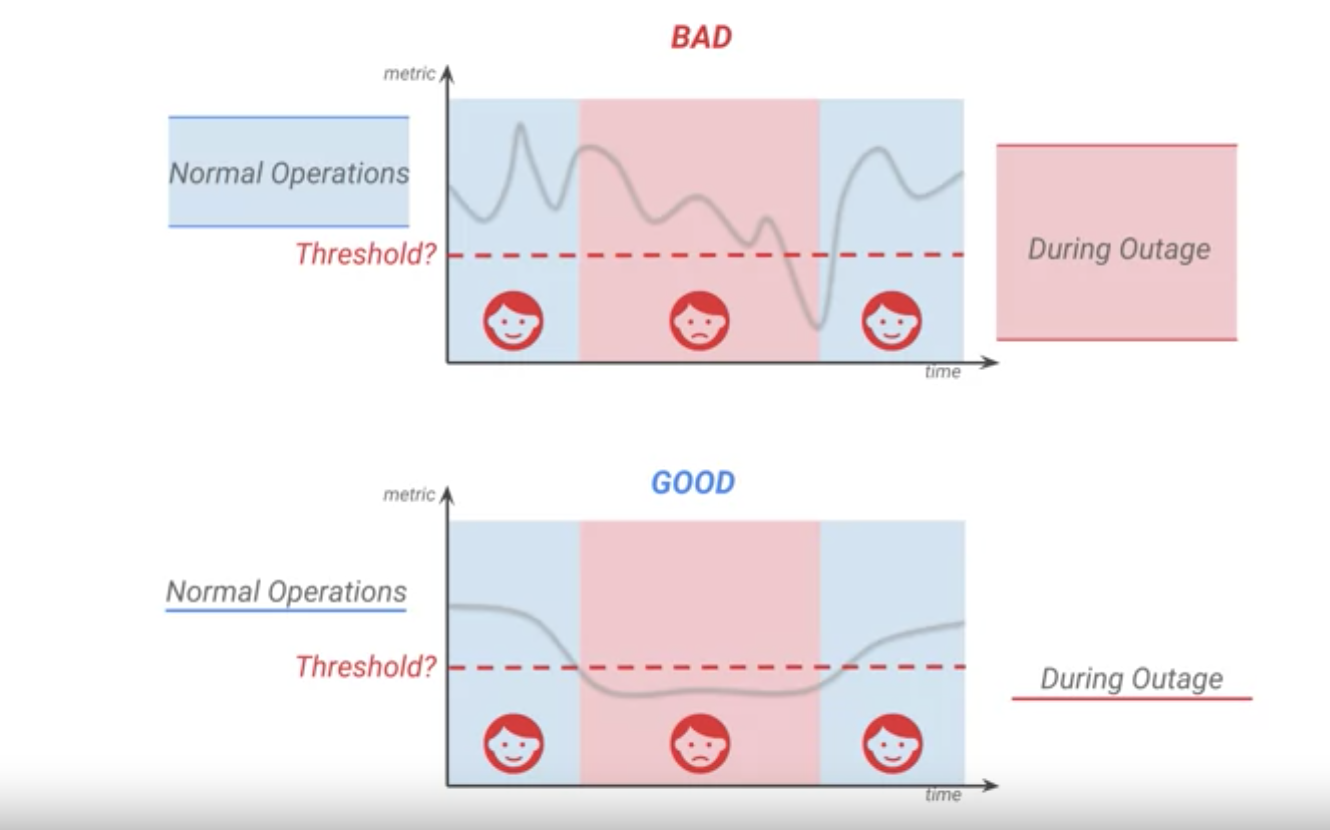 BAD
metric
Normal Operations
Threshold?
During Outage
time
GOOD
metric
Normal Operations
Threshold?
During Outage
time